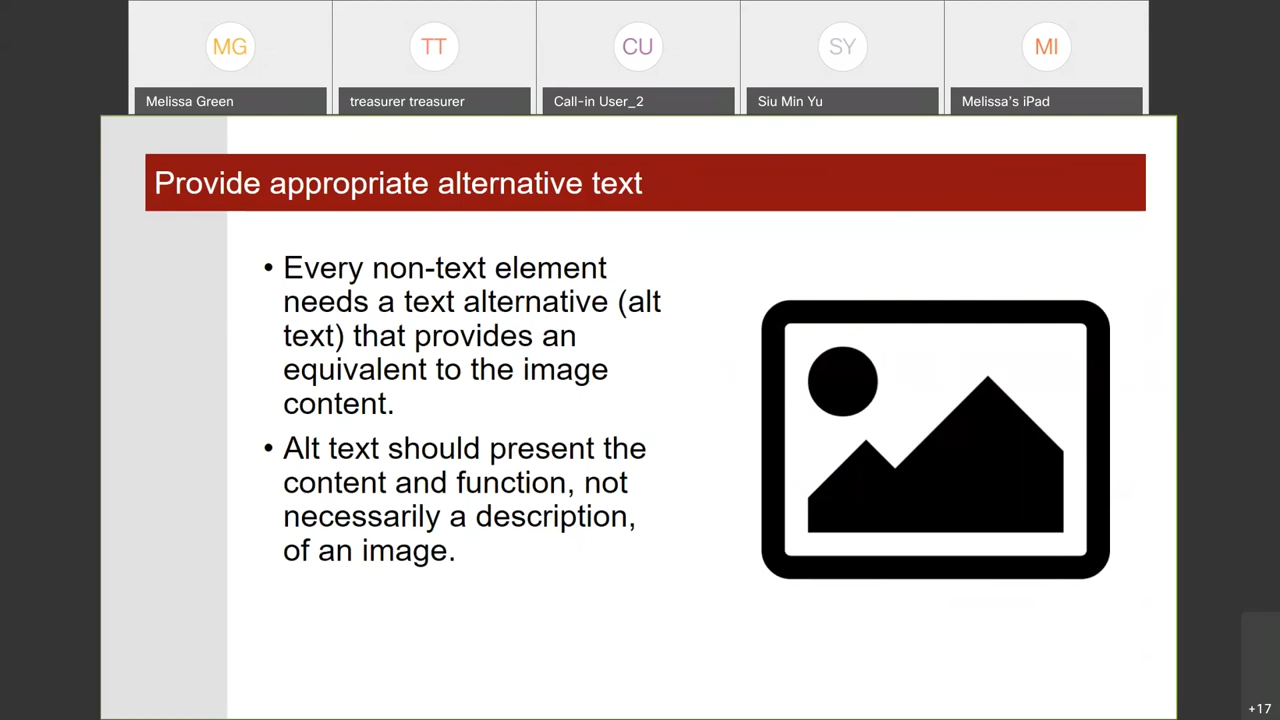 MG
TT
CU
SY
MI
Melissa Green
treasurer treasurer
Call-in User_2
Siu Min Yu
Melissa's iPad
Provide appropriate alternative text
• Every non-text element
needs a text alternative (alt
text) that provides an
equivalent to the image
content.
• Alt text should present the
content and function, not
necessarily a description,
of an image.
+17